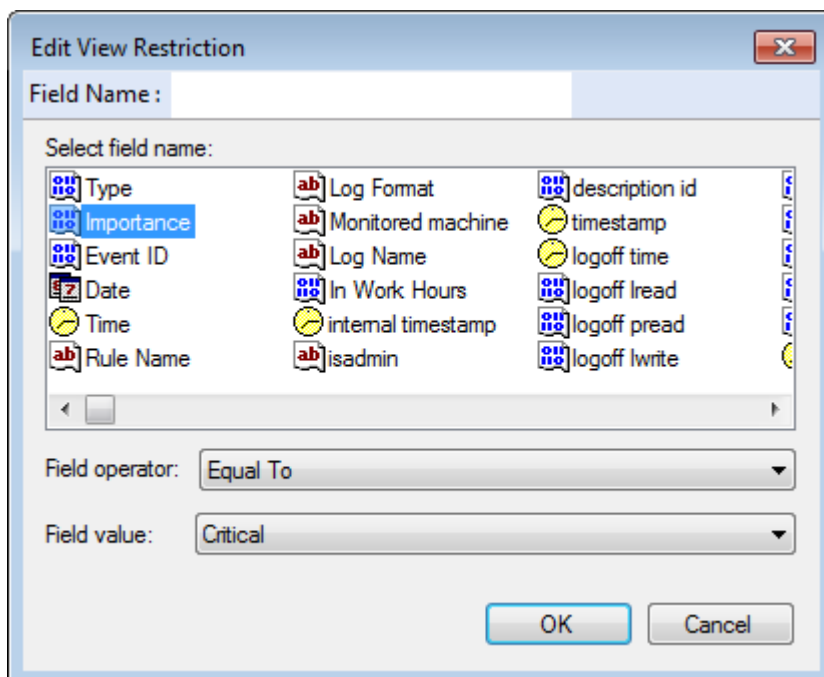 Edit View Restriction
Field Name :
Select field name:
Type Log Format description id
Importance Monitored machine timestamp
Event ID Log Name logoff time
Date In Work Hours logoff lread
Time internal timestamp logoff pread
Rule Name isadmin logoff lwrite
Field operator: Equal To
Field value: Critical
OK Cancel